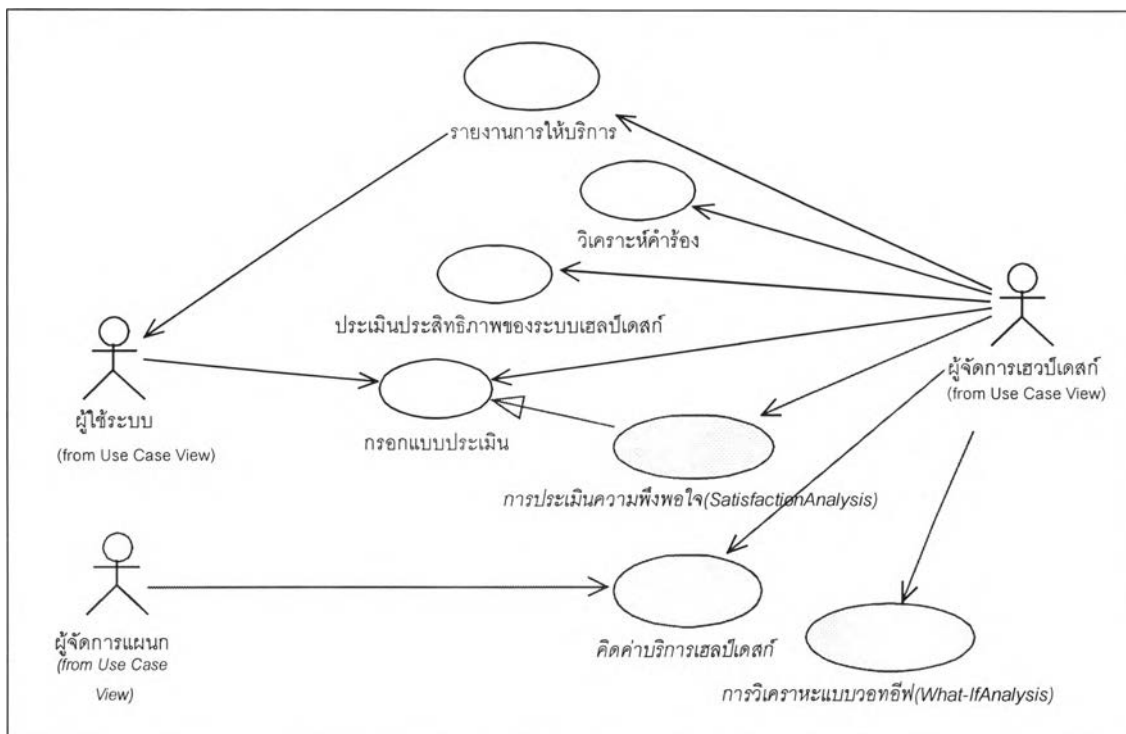 รายงานการให้บริการ
วิเคราะห์คำร้อง
ประเมินประสิทธิภาพของระบบเฮลป์เดสก์
ผู้จัดการเฮวป์เดสก์
(from Use Case View)
ผู้ใช้ระบบ
(from Use Case View)
กรอกแบบประเมิน
การประเมินความพึงพอใจ(SatisfactionAnalysis)
ผู้จัดการแผนก
(from Use Case
View)
คิดค่าบริการเฮลป์เดสก์
การวิเคราะหะแบบวอทอีฟ(What-IfAnalysis)